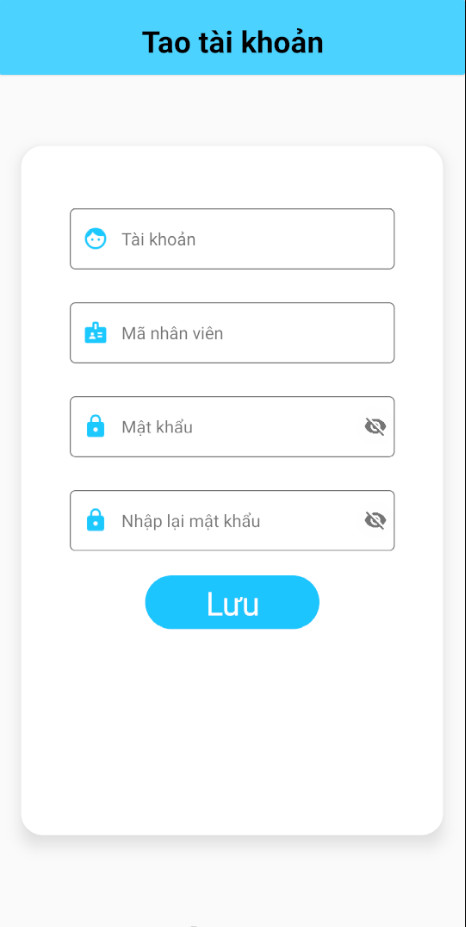 Tao tài khoản
Tài khoản
Mã nhân viên
Mật khẩu
Nhập lại mật khẩu
Lưu